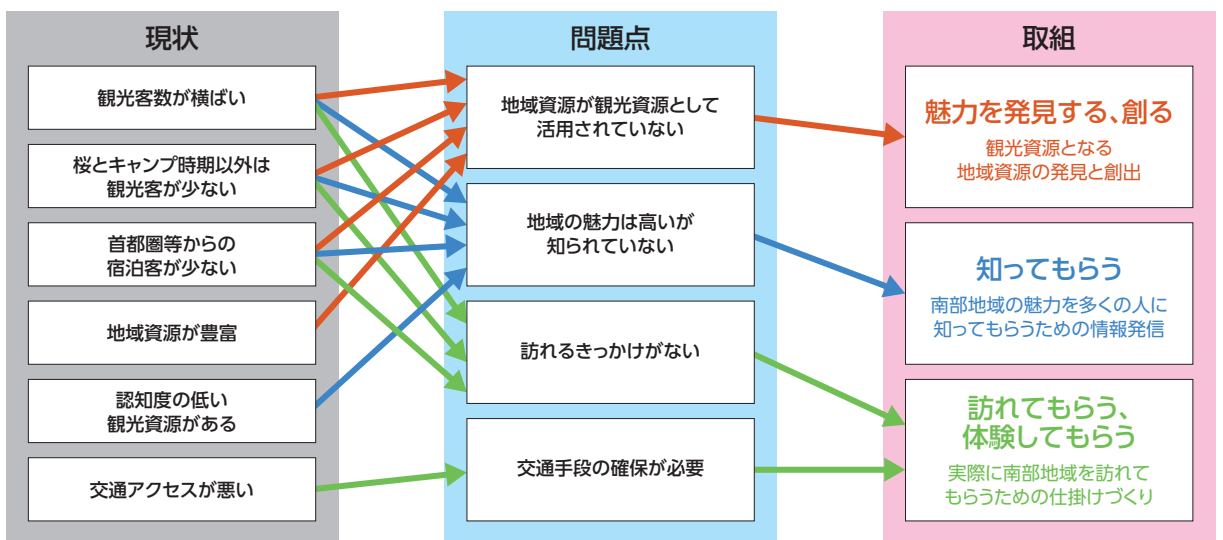 現状
観光客数が横ばい
桜とキャンプ時期以外は
観光客が少ない
首都圏等からの
宿泊客が少ない
地域資源が豊富
認知度の低い
観光資源がある
交通アクセスが悪い
問題点
地域資源が観光資源として
活用されていない
地域の魅力は高いが
知られていない
訪れるきっかけがない
交通手段の確保が必要
取組
魅力を発見する、創る
観光資源となる
地域資源の発見と創出
知ってもらう
南部地域の魅力を多くの人に
知ってもらうための情報発信
訪れてもらう、
体験してもらう
実際に南部地域を訪れて
もらうための仕掛けづくり